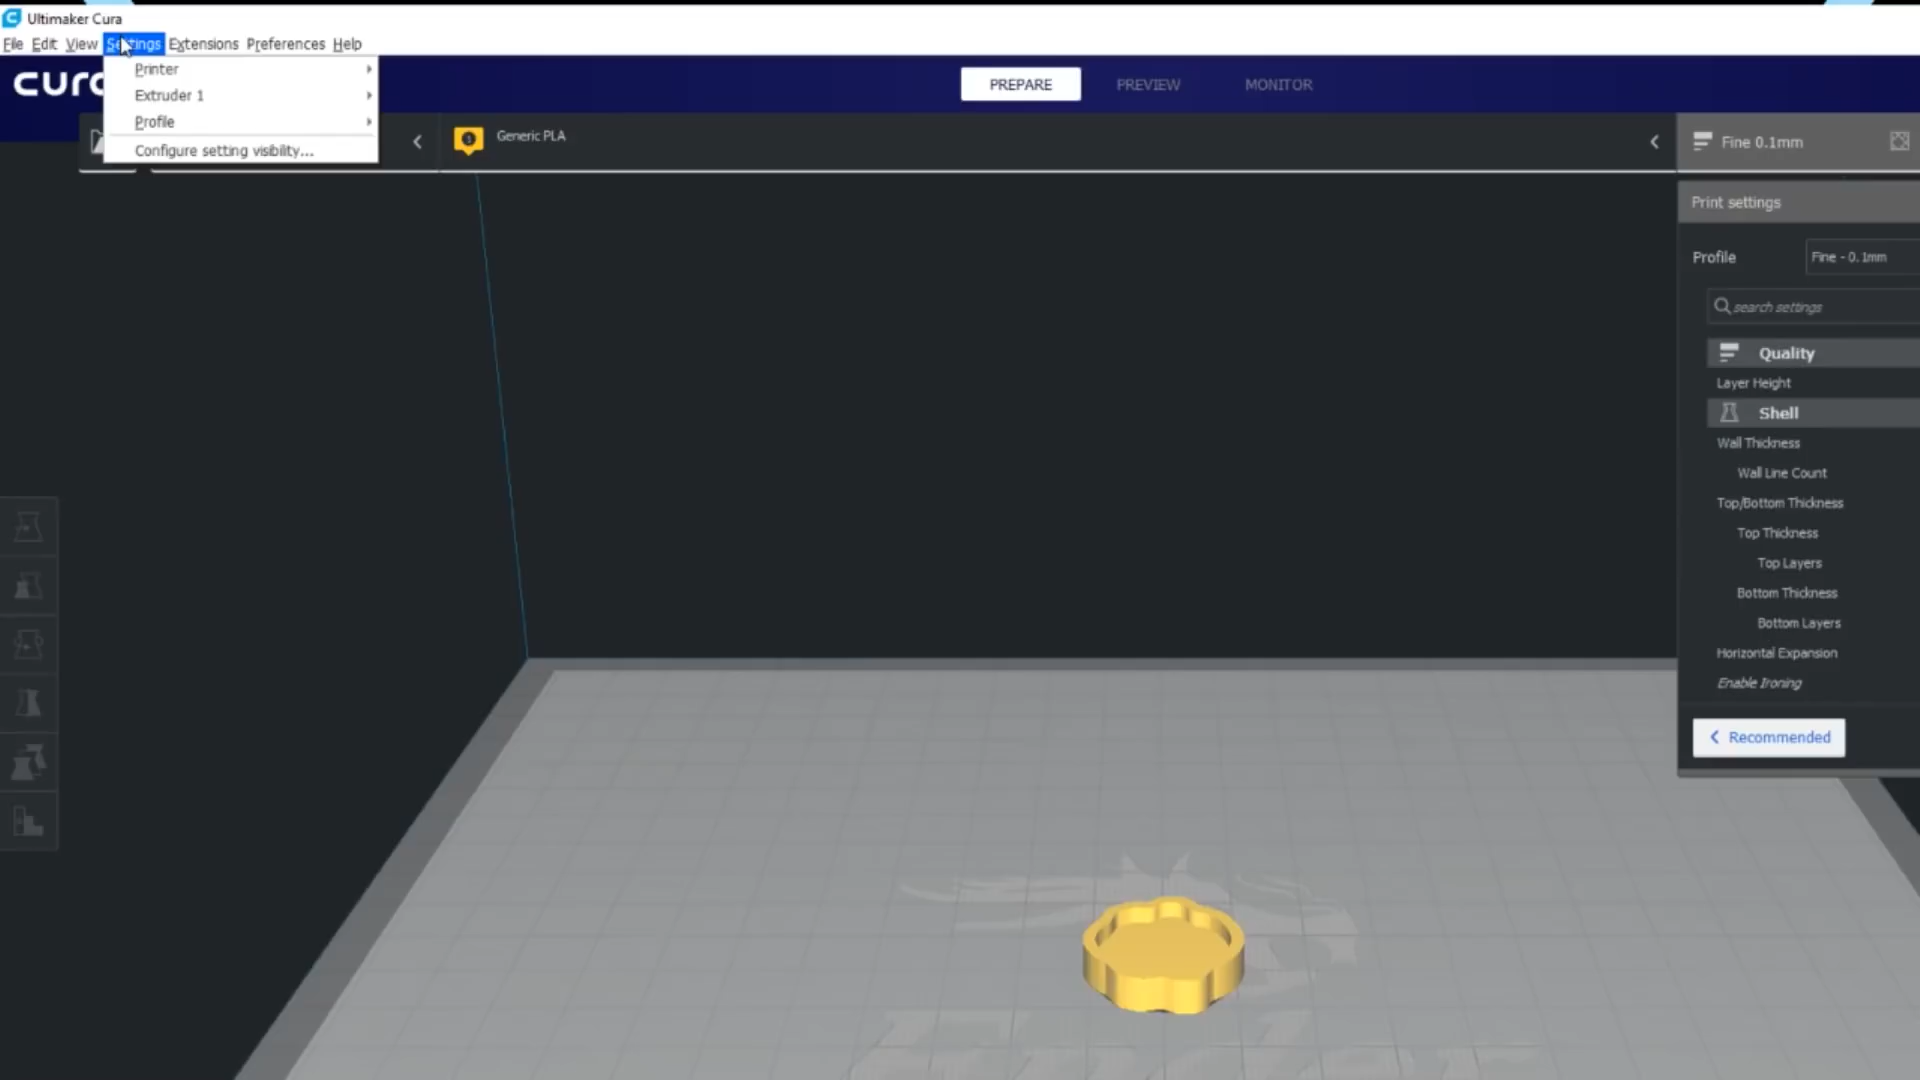 Ultimaker Cura
File Edit View Settings Extensions Preferences Help
Printer
Extruder 1
Profile
Configure setting visibility...
PREPARE PREVIEW MONITOR
Generic PLA
Fine 0.1mm
Print settings
Profile Fine - 0.1mm
search settings
Quality
Layer Height
Shell
Wall Thickness
Wall Line Count
Top/Bottom Thickness
Top Thickness
Top Layers
Bottom Thickness
Bottom Layers
Horizontal Expansion
Enable Ironing
Recommended